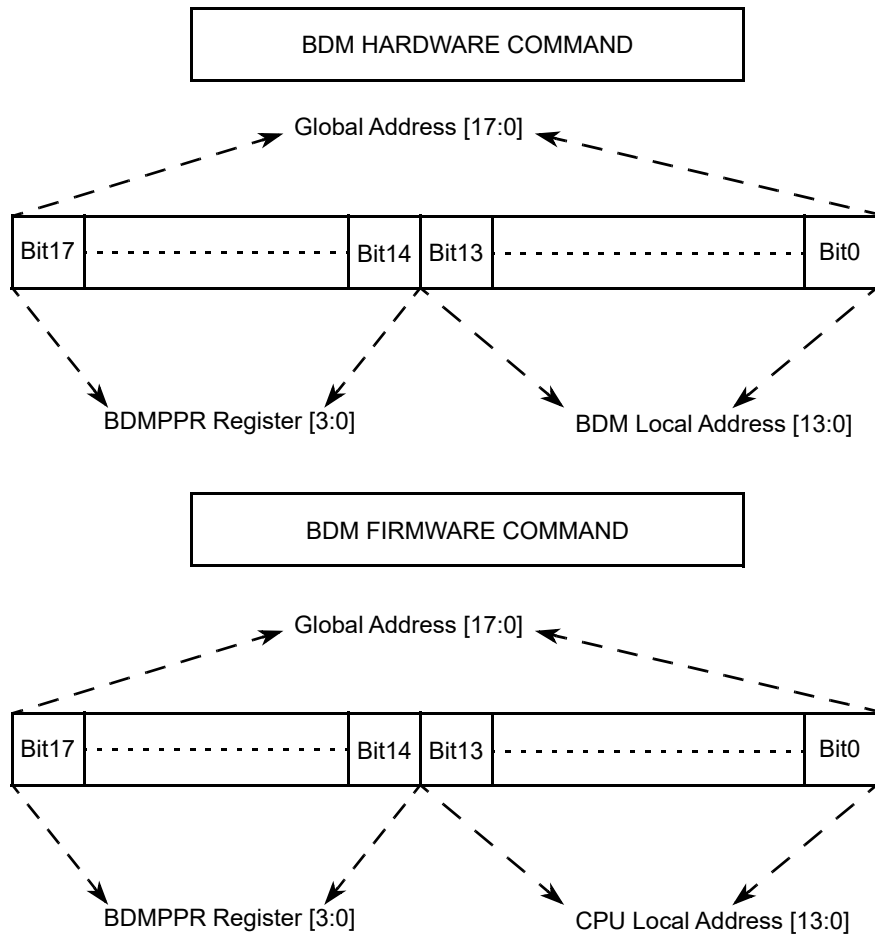 BDM HARDWARE COMMAND
Global Address [17:0]
Bit17 Bit14 Bit13 Bit0
BDMPPR Register [3:0]
BDM Local Address [13:0]
BDM FIRMWARE COMMAND
Global Address [17:0]
Bit17 Bit14 Bit13 Bit0
BDMPPR Register [3:0]
CPU Local Address [13:0]